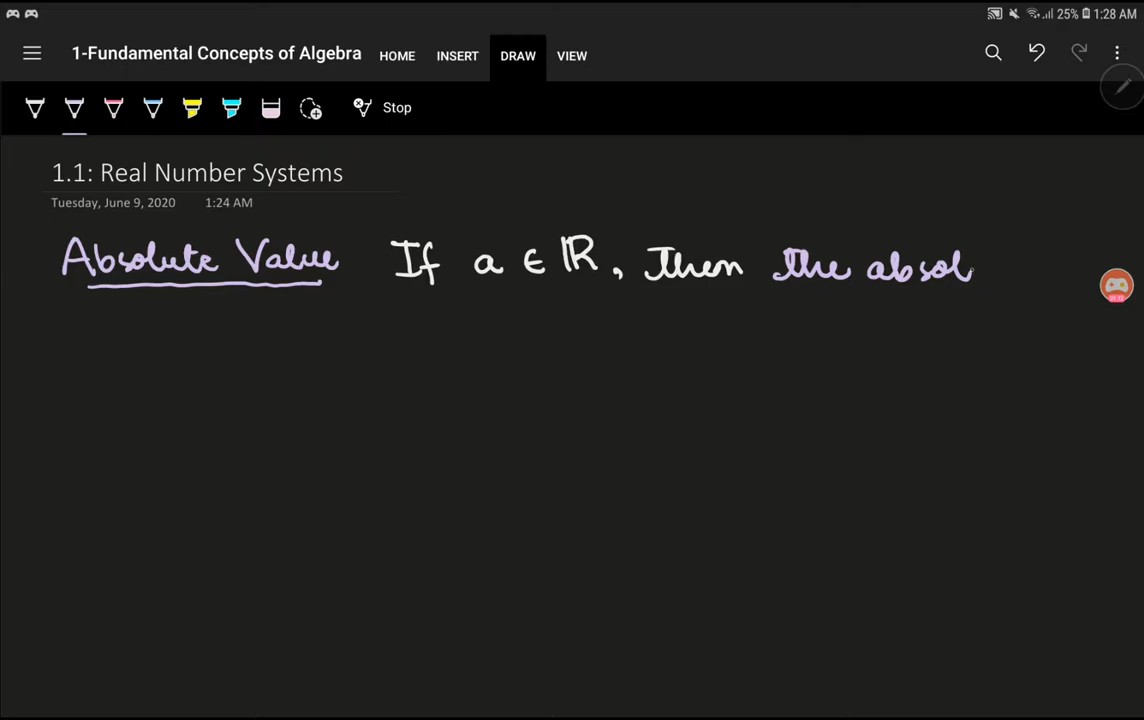 25% 1:28 AM
1-Fundamental Concepts of Algebra HOME INSERT DRAW VIEW
Stop
1.1: Real Number Systems
Tuesday, June 9, 2020 1:24 AM
Absolute Value If a ∈ ℝ, then the absol